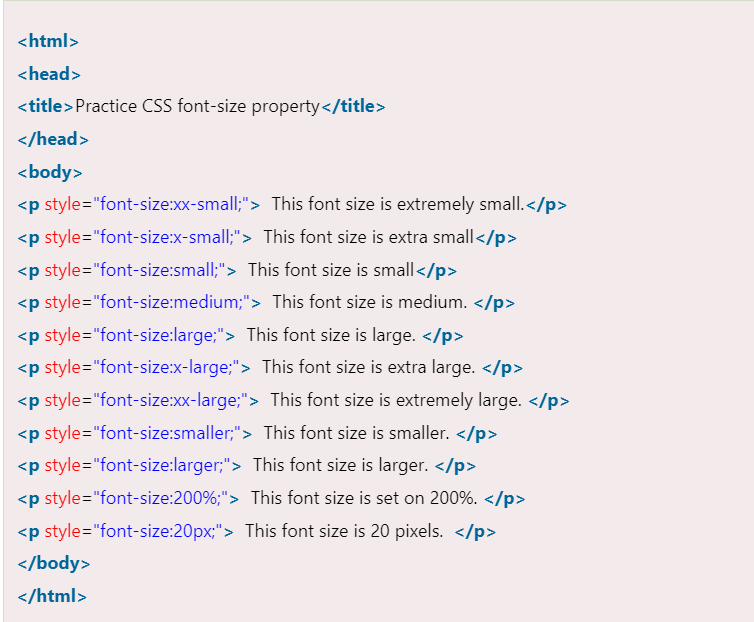 <html>
<head>
<title>Practice CSS font-size property</title>
</head>
<body>
<p style="font-size:xx-small;">  This font size is extremely small.</p>
<p style="font-size:x-small;">  This font size is extra small</p>
<p style="font-size:small;">  This font size is small</p>
<p style="font-size:medium;">  This font size is medium. </p>
<p style="font-size:large;">  This font size is large. </p>
<p style="font-size:x-large;">  This font size is extra large. </p>
<p style="font-size:xx-large;">  This font size is extremely large. </p>
<p style="font-size:smaller;">  This font size is smaller. </p>
<p style="font-size:larger;">  This font size is larger. </p>
<p style="font-size:200%;">  This font size is set on 200%. </p>
<p style="font-size:20px;">  This font size is 20 pixels.  </p>
</body>
</html>